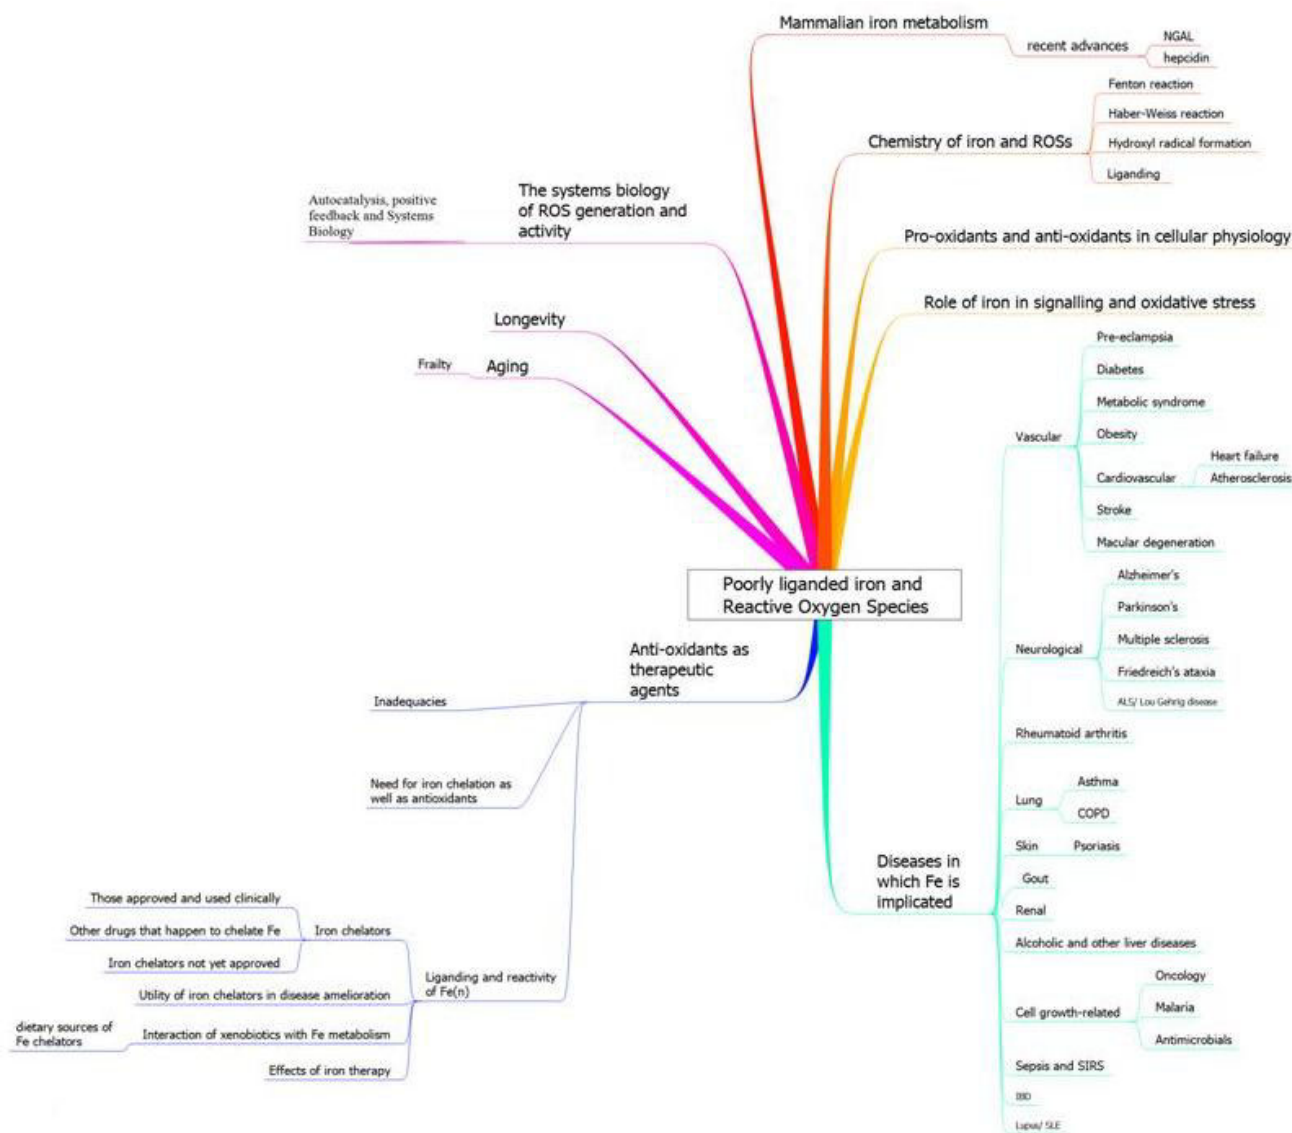 Mammalian iron metabolism
recent advances
NGAL
hepcidin
Chemistry of iron and ROSs
Fenton reaction
Haber-Weiss reaction
Hydroxyl radical formation
Liganding
Pro-oxidants and anti-oxidants in cellular physiology
Role of iron in signalling and oxidative stress
The systems biology
of ROS generation and
activity
Autocatalysis, positive
feedback and Systems
Biology
Longevity
Aging
Frailty
Poorly liganded iron and
Reactive Oxygen Species
Diseases in
which Fe is
implicated
Vascular
Pre-eclampsia
Diabetes
Metabolic syndrome
Obesity
Cardiovascular
Heart failure
Atherosclerosis
Stroke
Macular degeneration
Neurological
Alzheimer's
Parkinson's
Multiple sclerosis
Friedreich's ataxia
ALS/ Lou Gehrig disease
Rheumatoid arthritis
Lung
Asthma
COPD
Skin
Psoriasis
Gout
Renal
Alcoholic and other liver diseases
Cell growth-related
Oncology
Malaria
Antimicrobials
Sepsis and SIRS
IBD
Lupus/ SLE
Anti-oxidants as
therapeutic
agents
Inadequacies
Need for iron chelation as
well as antioxidants
Liganding and reactivity
of Fe(n)
Iron chelators
Those approved and used clinically
Other drugs that happen to chelate Fe
Iron chelators not yet approved
Utility of iron chelators in disease amelioration
Interaction of xenobiotics with Fe metabolism
dietary sources of
Fe chelators
Effects of iron therapy